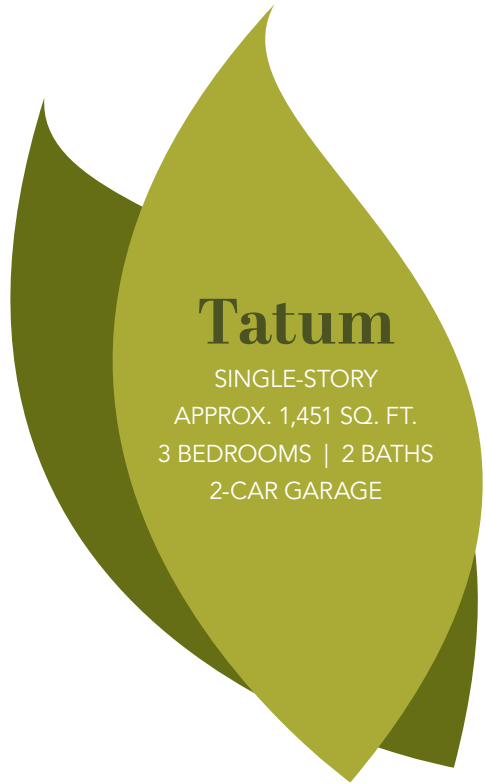 Tatum
SINGLE-STORY
APPROX. 1,451 SQ. FT.
3 BEDROOMS | 2 BATHS
2-CAR GARAGE